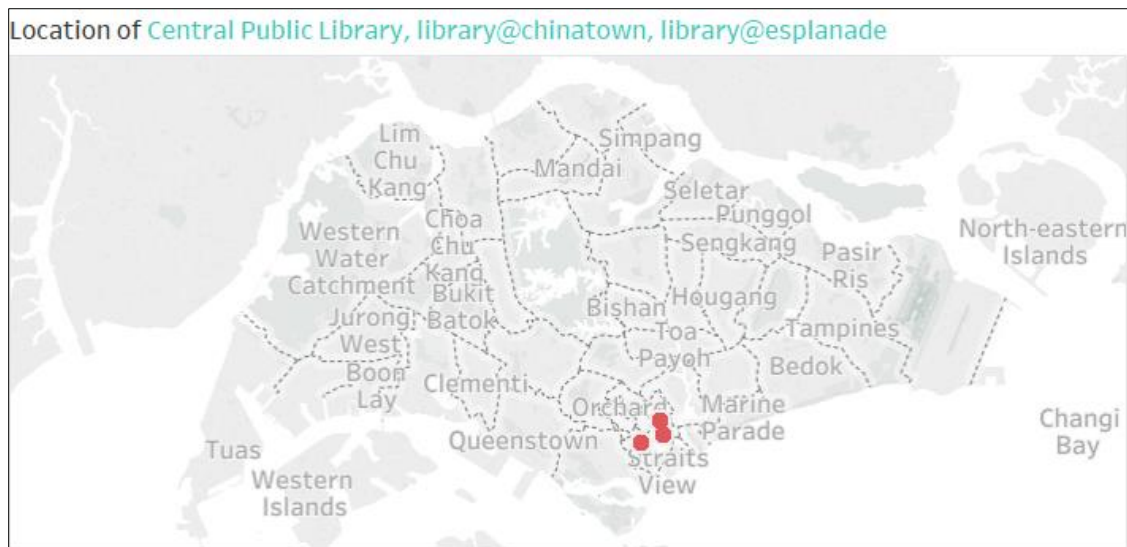 Location of Central Public Library, library@chinatown, library@esplanade
Lim
Chu
Kang
Simpang
Mandai
Seletar
Punggol
Choa
Chu
Kang
Western
Water
Catchment
Sengkang
Pasir
Ris
North-eastern
Islands
Bukit
Batok
Bishan
Hougang
Jurong
West
Toa
Payoh
Tampines
Boon
Lay
Clementi
Bedok
Orchard
Marine
Parade
Changi
Bay
Queenstown
Tuas
Straits
View
Western
Islands